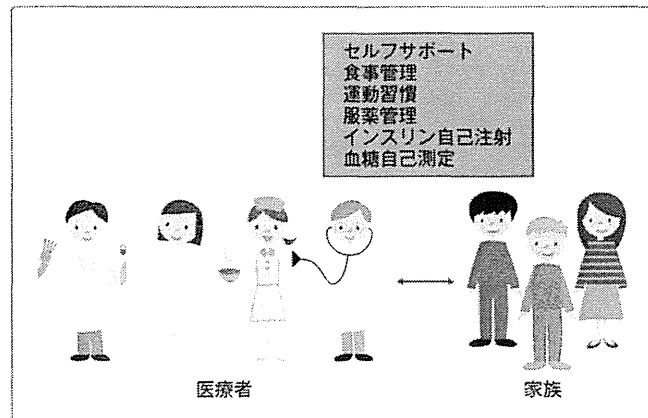 セルフサポート
食事管理
運動習慣
服薬管理
インスリン自己注射
血糖自己測定
医療者
家族